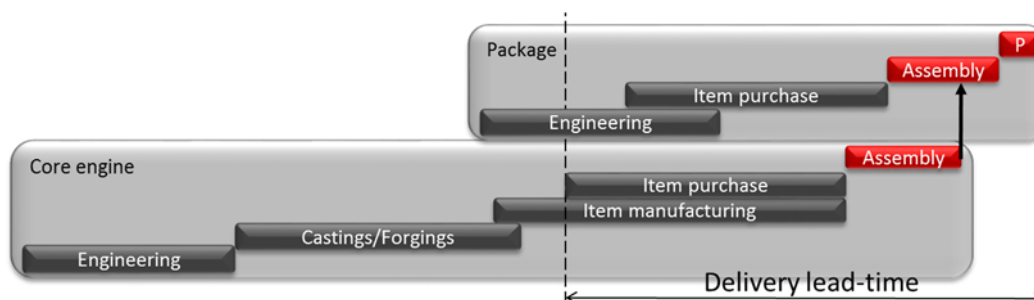 Package
P
Assembly
Item purchase
Engineering
Core engine
Assembly
Item purchase
Item manufacturing
Castings/Forgings
Engineering
Delivery lead-time